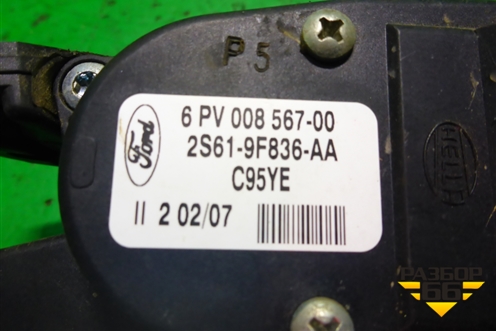 P5
Ford
6 PV 008 567-00
2S61-9F836-AA
C95YE
II 2 02/07
HELLA
РАЗБОР
66